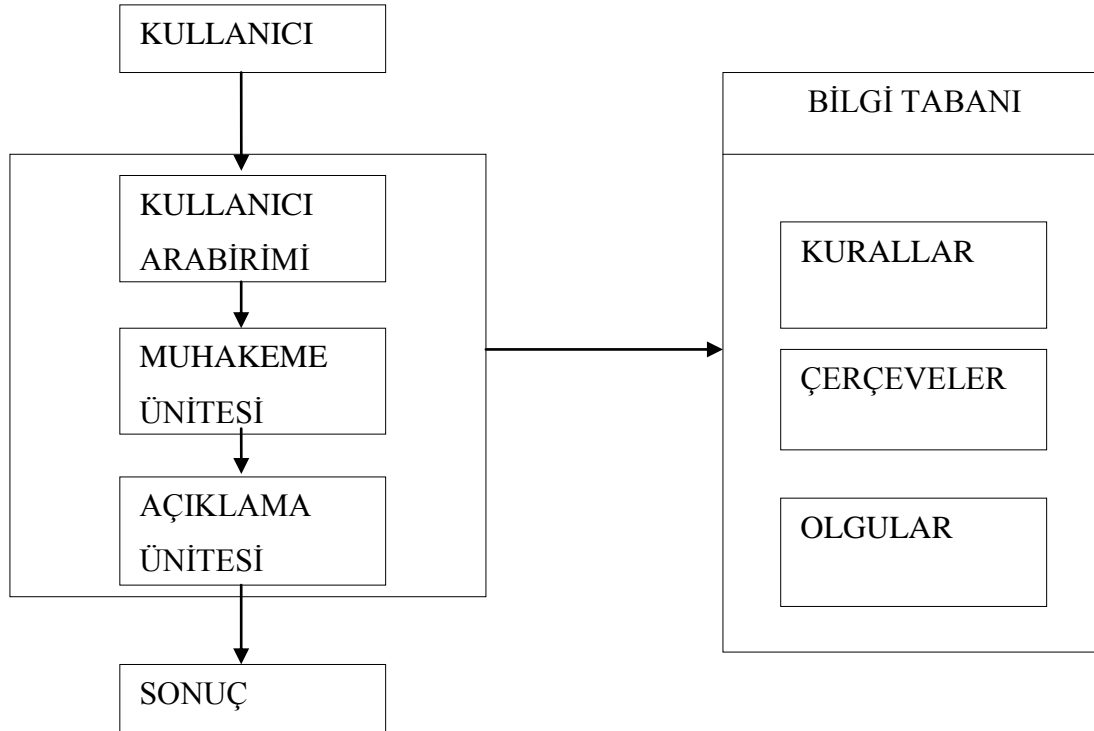 KULLANICI
KULLANICI
ARABİRİMİ
MUHAKEME
ÜNİTESİ
AÇIKLAMA
ÜNİTESİ
SONUÇ
BİLGİ TABANI
KURALLAR
ÇERÇEVELER
OLGULAR